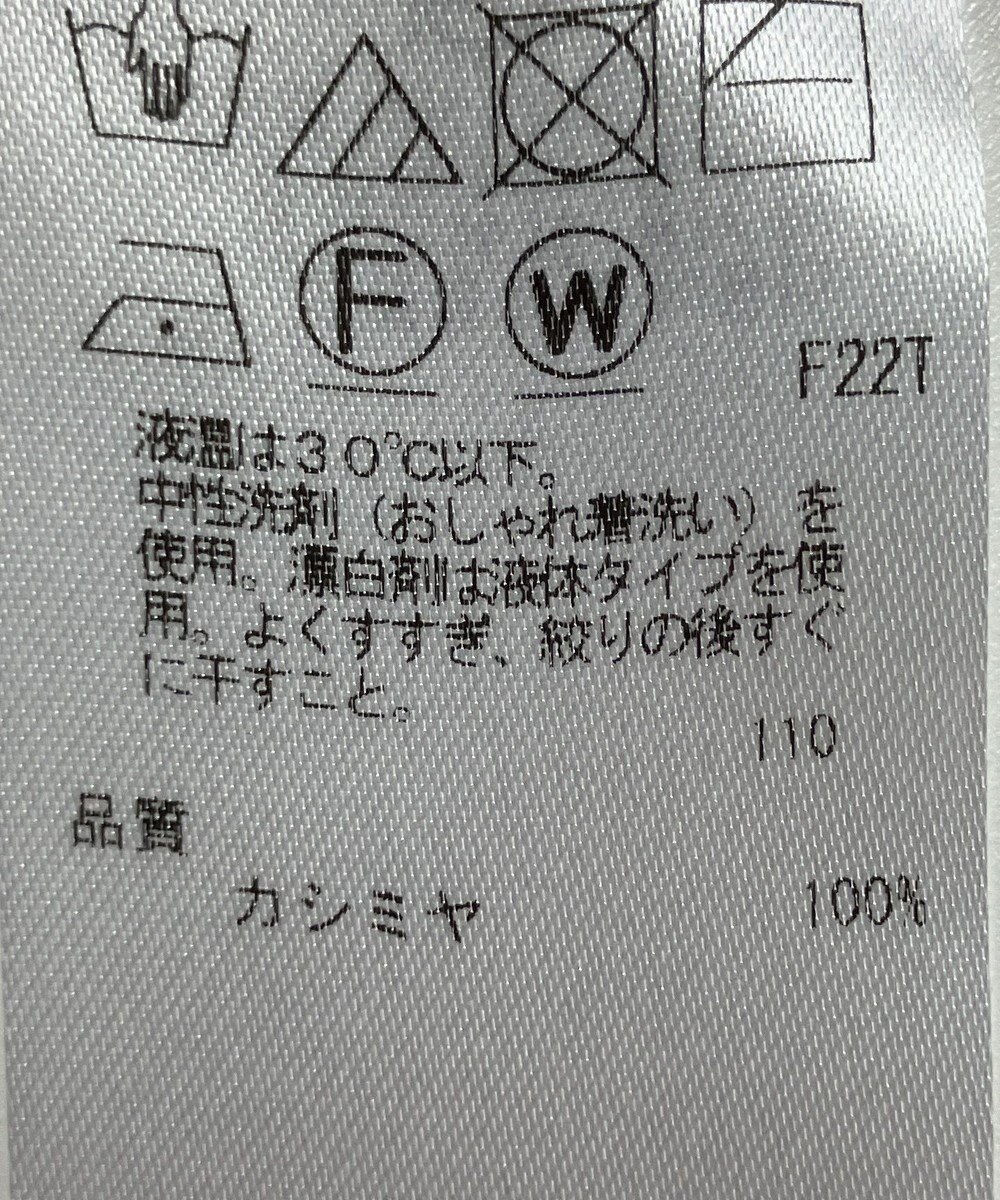 F W
F22T
液温は30℃以下。
中性洗剤（おしゃれ着洗い）を
使用。漂白剤は液体タイプを使
用。よくすすぎ、絞りの後すぐ
に干すこと。
110
品質
カシミヤ 100%